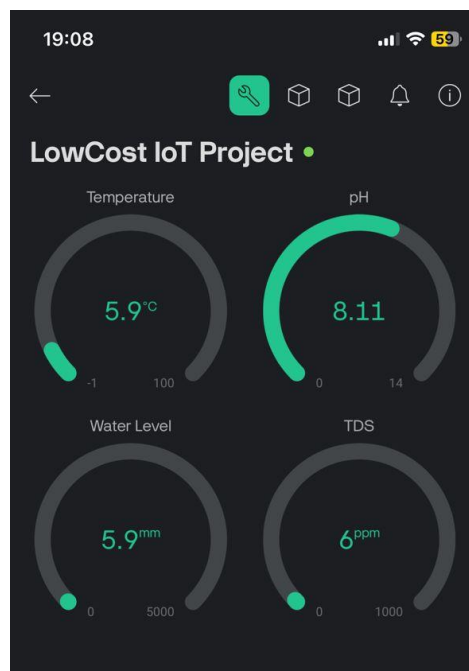 19:08
59
LowCost IoT Project
Temperature
pH
5.9°C
8.11
-1
100
0
14
Water Level
TDS
5.9mm
6ppm
0
5000
0
1000